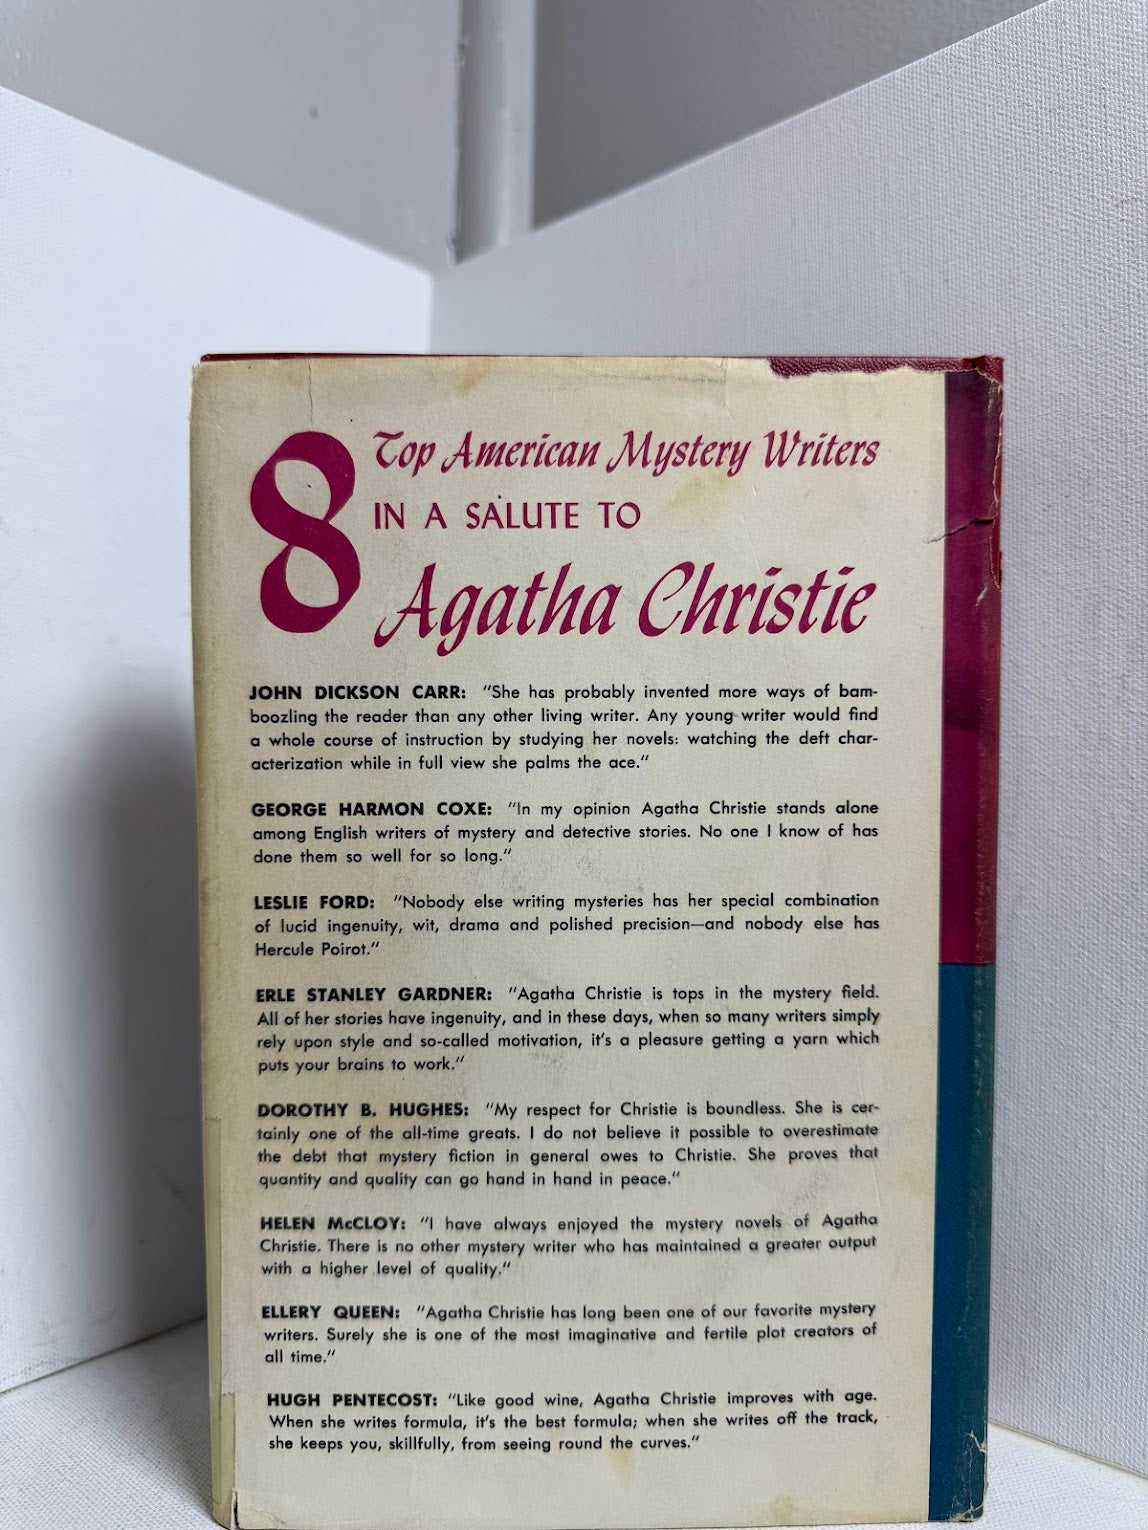 8 Top American Mystery Writers
IN A SALUTE TO
Agatha Christie
JOHN DICKSON CARR: "She has probably invented more ways of bam-
boozling the reader than any other living writer. Any young writer would find
a whole course of instruction by studying her novels: watching the deft char-
acterization while in full view she palms the ace."
GEORGE HARMON COXE: "In my opinion Agatha Christie stands alone
among English writers of mystery and detective stories. No one I know of has
done them so well for so long."
LESLIE FORD: "Nobody else writing mysteries has her special combination
of lucid ingenuity, wit, drama and polished precision—and nobody else has
Hercule Poirot."
ERLE STANLEY GARDNER: "Agatha Christie is tops in the mystery field.
All of her stories have ingenuity, and in these days, when so many writers simply
rely upon style and so-called motivation, it's a pleasure getting a yarn which
puts your brains to work."
DOROTHY B. HUGHES: "My respect for Christie is boundless. She is cer-
tainly one of the all-time greats. I do not believe it possible to overestimate
the debt that mystery fiction in general owes to Christie. She proves that
quantity and quality can go hand in hand in peace."
HELEN McCLOY: "I have always enjoyed the mystery novels of Agatha
Christie. There is no other mystery writer who has maintained a greater output
with a higher level of quality."
ELLERY QUEEN: "Agatha Christie has long been one of our favorite mystery
writers. Surely she is one of the most imaginative and fertile plot creators of
all time."
HUGH PENTECOST: "Like good wine, Agatha Christie improves with age.
When she writes formula, it's the best formula; when she writes off the track,
she keeps you, skillfully, from seeing round the curves."